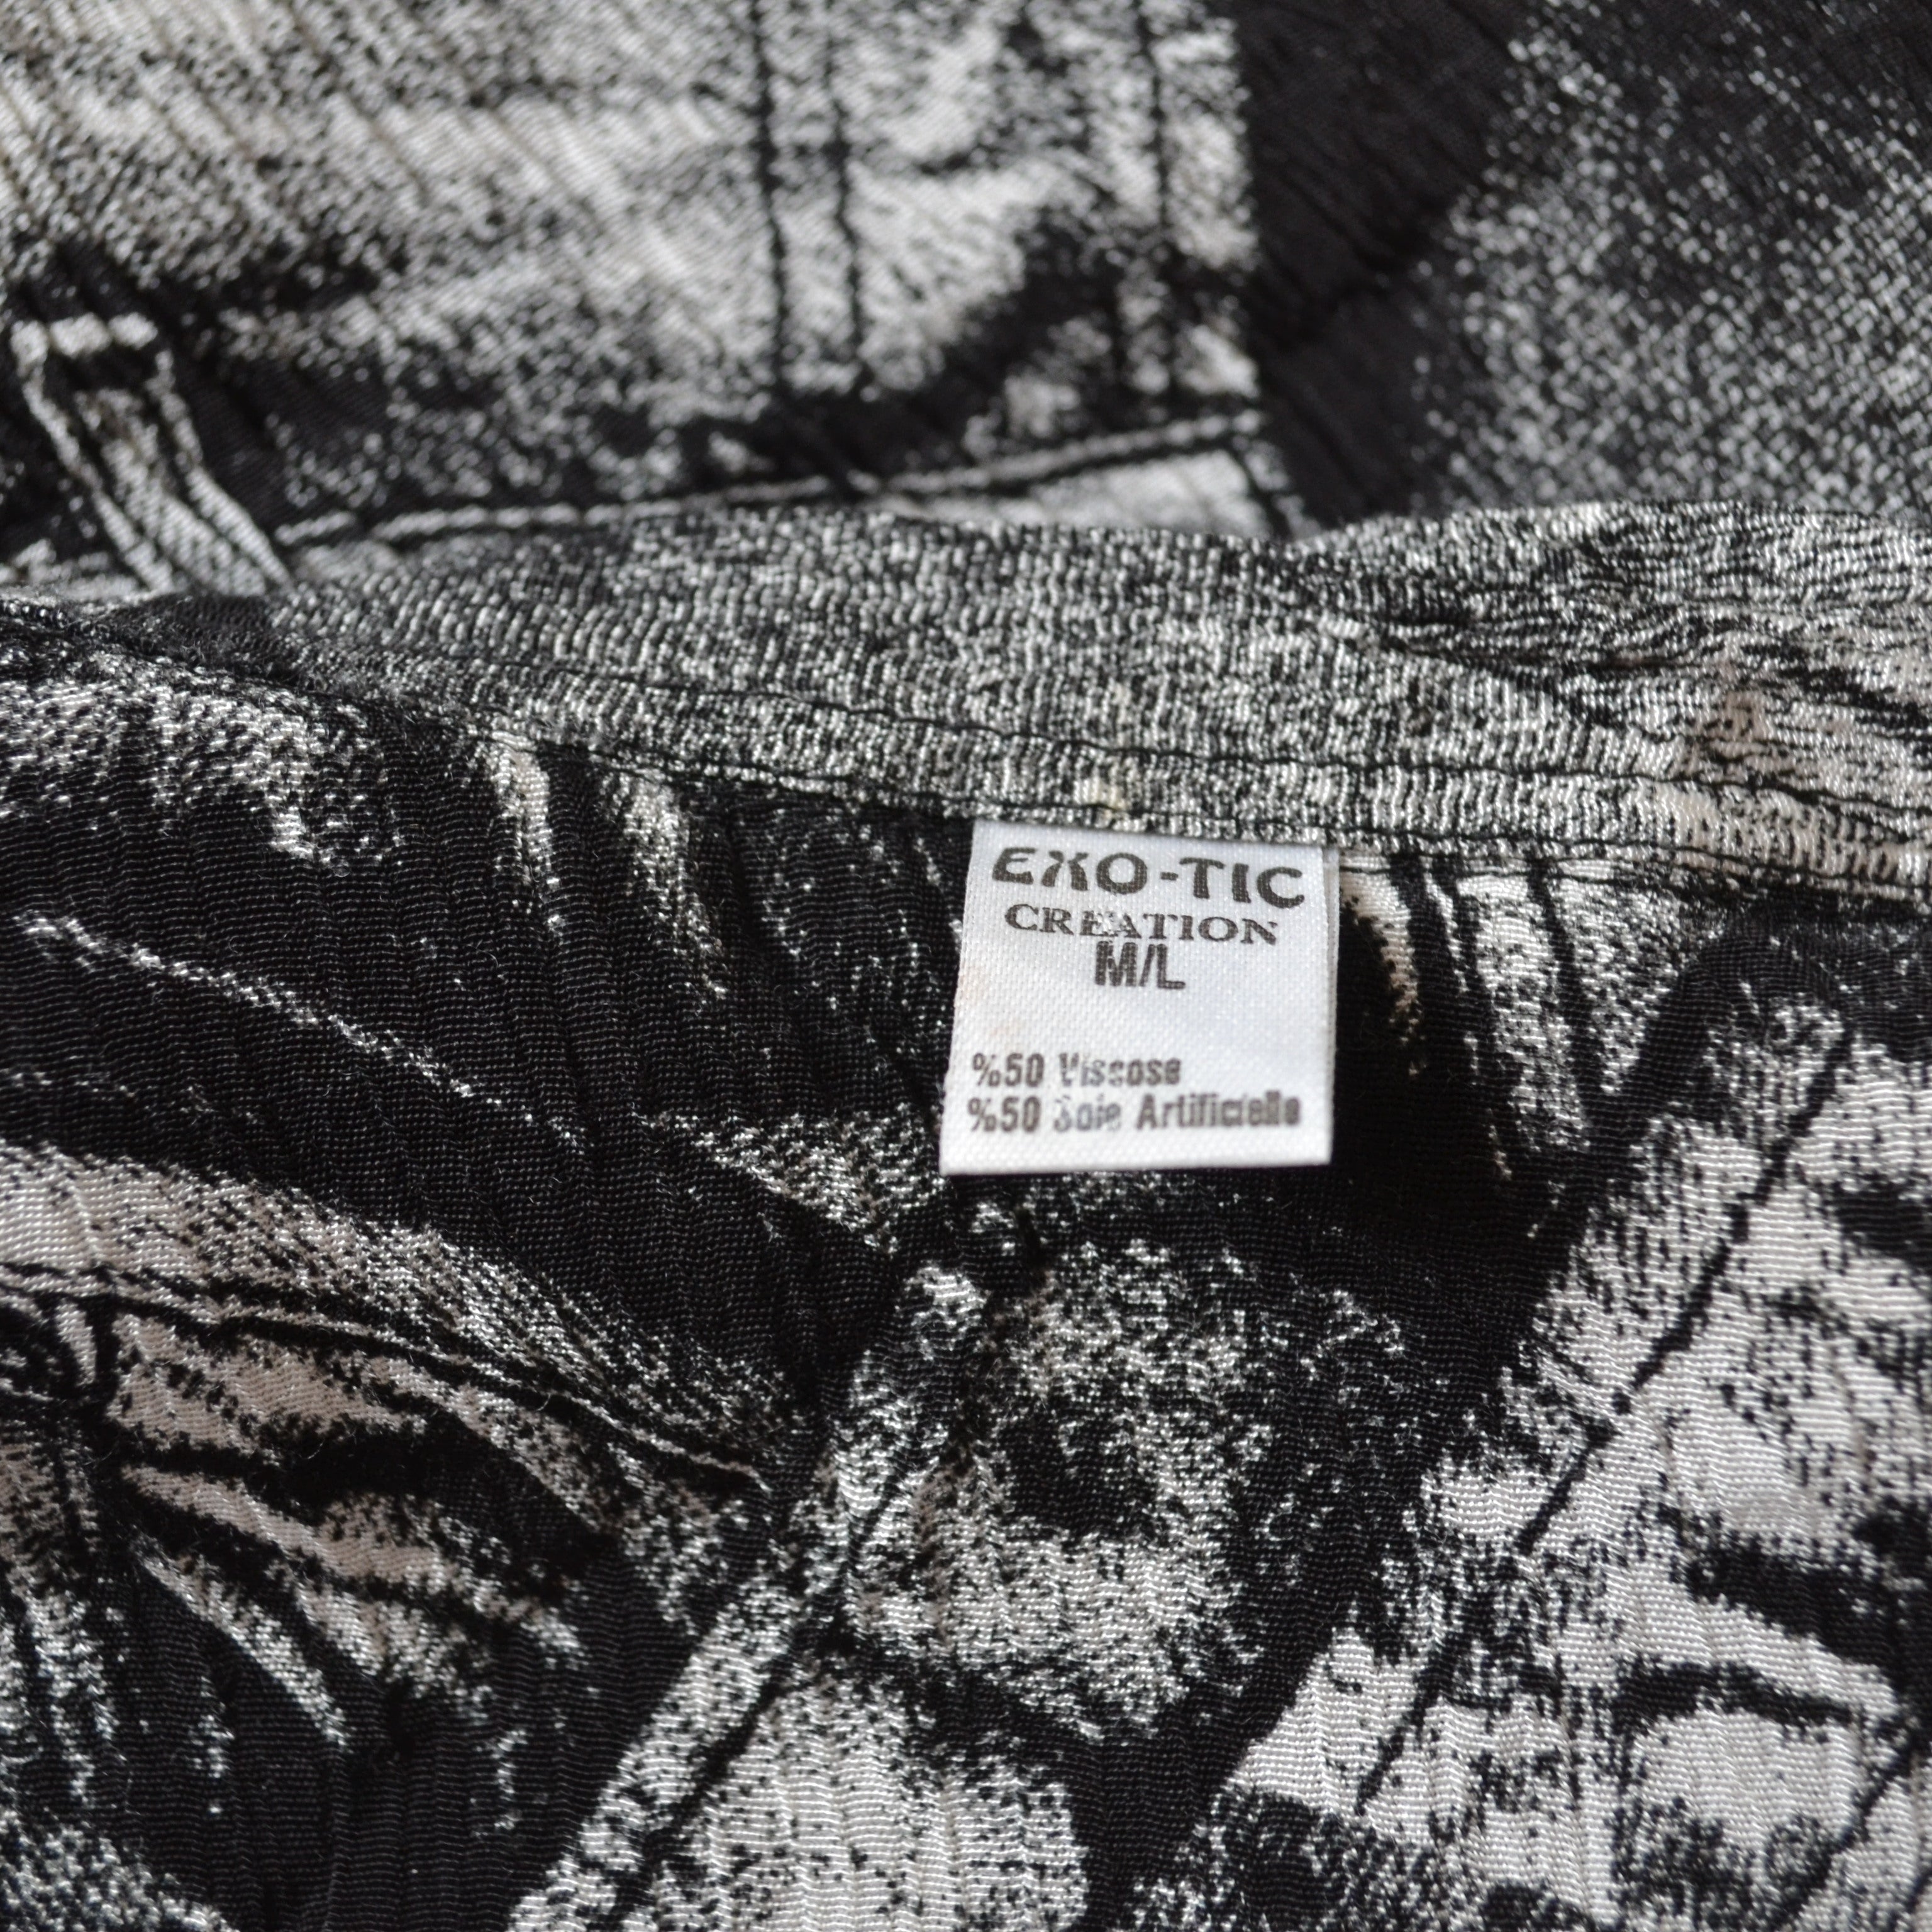 EXO-TIC
CREATION
M/L
%50 Viscose
%50 Soie Artificielle